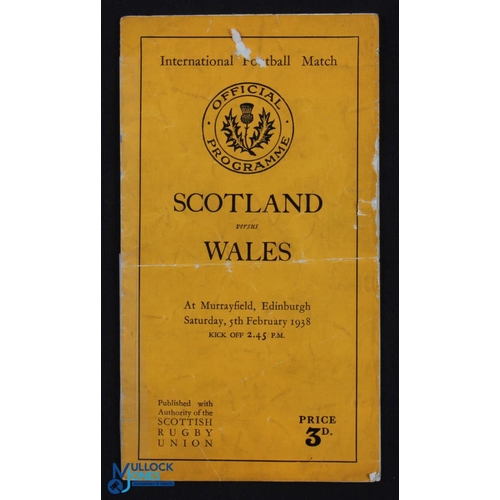 International Football Match
OFFICIAL
PROGRAMME
SCOTLAND
versus
WALES
At Murrayfield, Edinburgh
Saturday, 5th February 1938
KICK OFF 2.45 P.M.
Published with
Authority of the
SCOTTISH
RUGBY
UNION
PRICE
3D.
MULLOCK